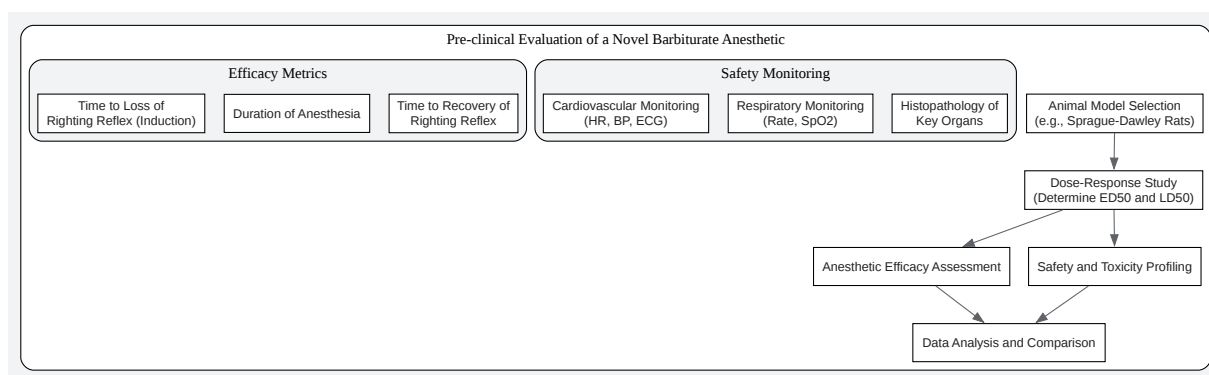 Pre-clinical Evaluation of a Novel Barbiturate Anesthetic
Efficacy Metrics
Time to Loss of
Righting Reflex (Induction)
Duration of Anesthesia
Time to Recovery of
Righting Reflex
Safety Monitoring
Cardiovascular Monitoring
(HR, BP, ECG)
Respiratory Monitoring
(Rate, SpO2)
Histopathology of
Key Organs
Animal Model Selection
(e.g., Sprague-Dawley Rats)
Dose-Response Study
(Determine ED50 and LD50)
Anesthetic Efficacy Assessment
Safety and Toxicity Profiling
Data Analysis and Comparison